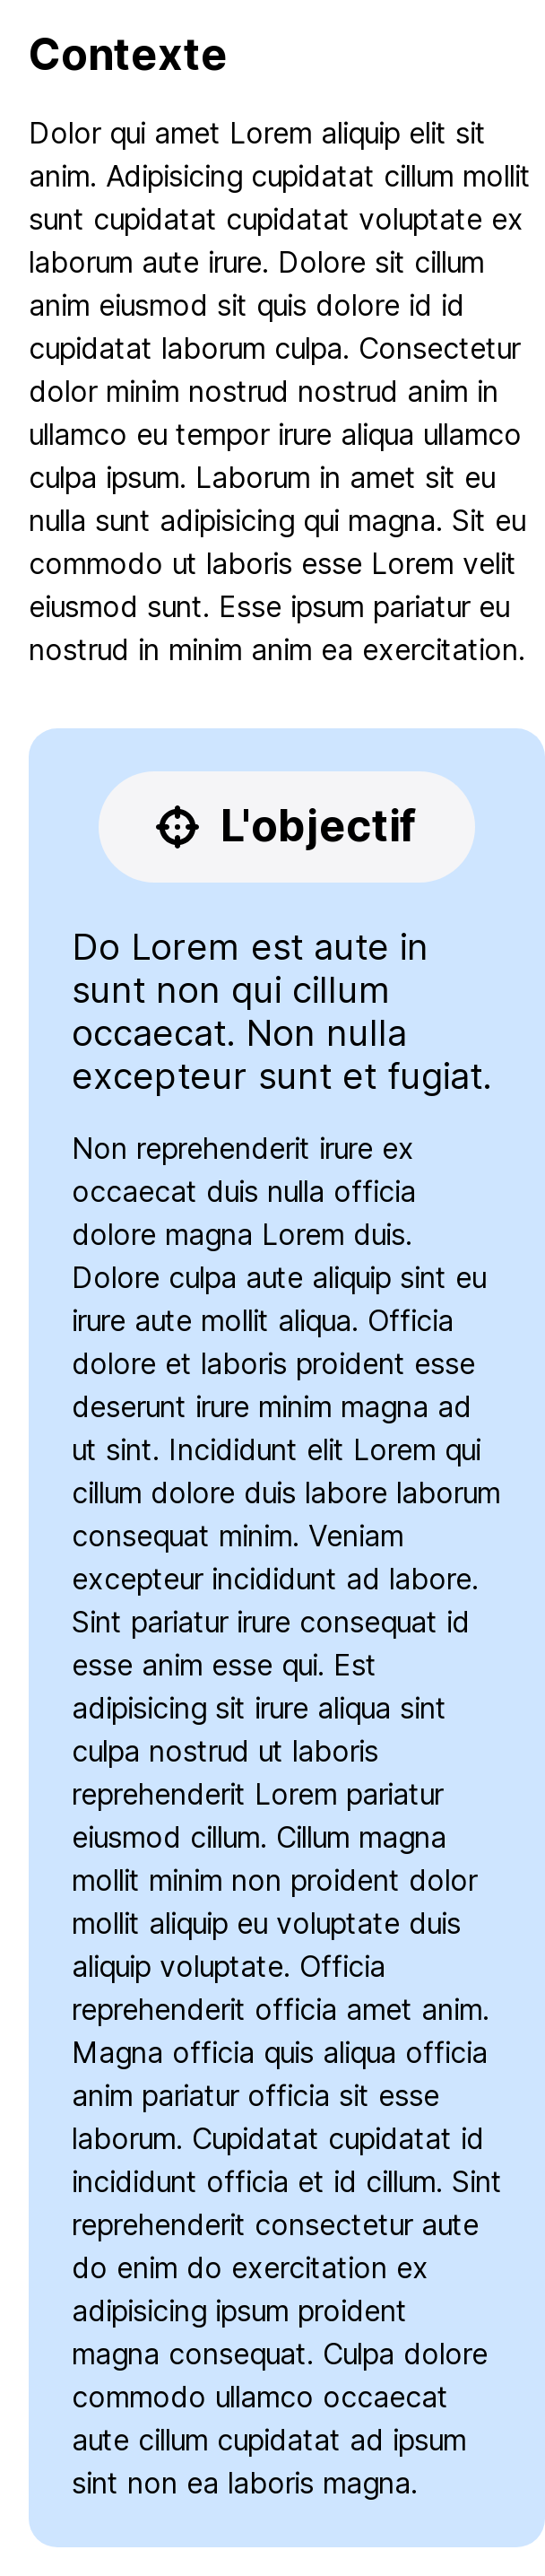 Contexte
Dolor qui amet Lorem aliquip elit sit
anim. Adipisicing cupidatat cillum mollit
sunt cupidatat cupidatat voluptate ex
laborum aute irure. Dolore sit cillum
anim eiusmod sit quis dolore id id
cupidatat laborum culpa. Consectetur
dolor minim nostrud nostrud anim in
ullamco eu tempor irure aliqua ullamco
culpa ipsum. Laborum in amet sit eu
nulla sunt adipisicing qui magna. Sit eu
commodo ut laboris esse Lorem velit
eiusmod sunt. Esse ipsum pariatur eu
nostrud in minim anim ea exercitation.
L'objectif
Do Lorem est aute in
sunt non qui cillum
occaecat. Non nulla
excepteur sunt et fugiat.
Non reprehenderit irure ex
occaecat duis nulla officia
dolore magna Lorem duis.
Dolore culpa aute aliquip sint eu
irure aute mollit aliqua. Officia
dolore et laboris proident esse
deserunt irure minim magna ad
ut sint. Incididunt elit Lorem qui
cillum dolore duis labore laborum
consequat minim. Veniam
excepteur incididunt ad labore.
Sint pariatur irure consequat id
esse anim esse qui. Est
adipisicing sit irure aliqua sint
culpa nostrud ut laboris
reprehenderit Lorem pariatur
eiusmod cillum. Cillum magna
mollit minim non proident dolor
mollit aliquip eu voluptate duis
aliquip voluptate. Officia
reprehenderit officia amet anim.
Magna officia quis aliqua officia
anim pariatur officia sit esse
laborum. Cupidatat cupidatat id
incididunt officia et id cillum. Sint
reprehenderit consectetur aute
do enim do exercitation ex
adipisicing ipsum proident
magna consequat. Culpa dolore
commodo ullamco occaecat
aute cillum cupidatat ad ipsum
sint non ea laboris magna.